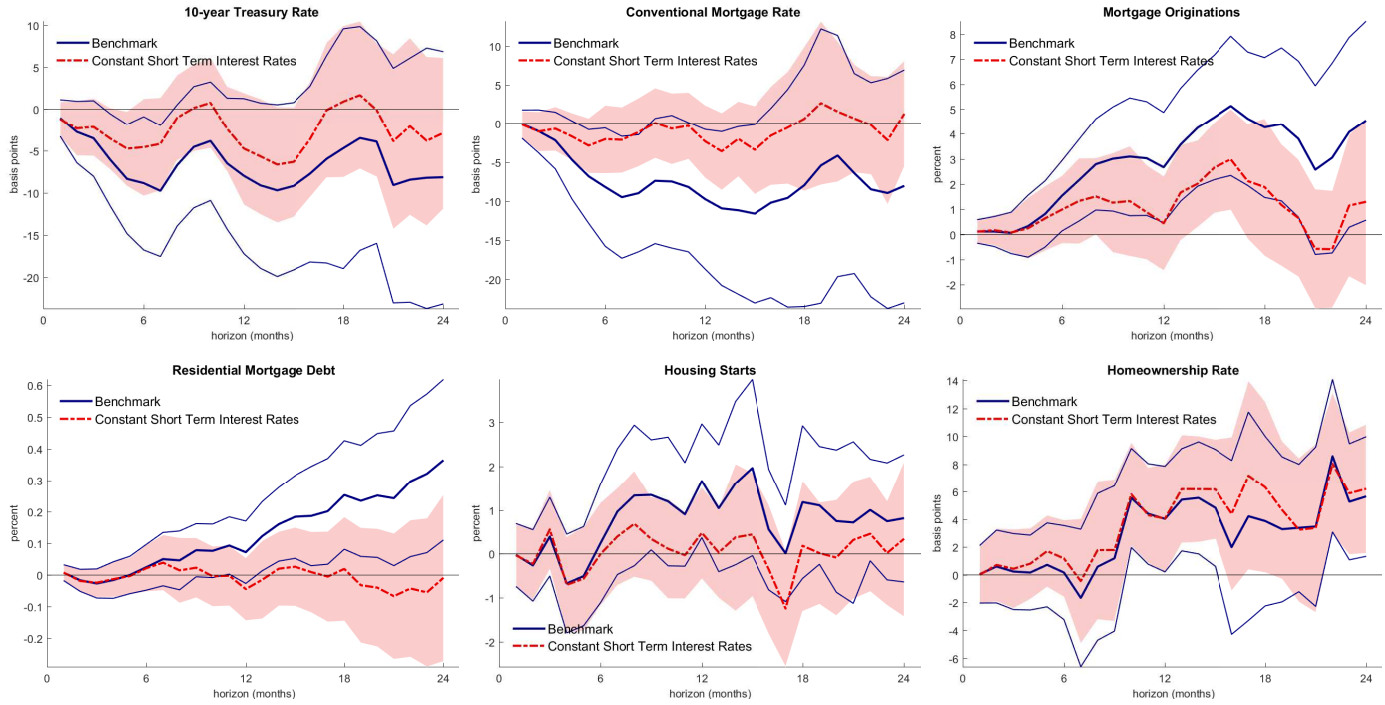 10-year Treasury Rate
Benchmark
Constant Short Term Interest Rates
basis points
10
5
0
-5
-10
-15
-20
0
6
12
18
24
horizon (months)
Conventional Mortgage Rate
Benchmark
Constant Short Term Interest Rates
basis points
10
5
0
-5
-10
-15
-20
0
6
12
18
24
horizon (months)
Mortgage Originations
Benchmark
Constant Short Term Interest Rates
percent
8
7
6
5
4
3
2
1
0
-1
-2
0
6
12
18
24
horizon (months)
Residential Mortgage Debt
Benchmark
Constant Short Term Interest Rates
percent
0.6
0.5
0.4
0.3
0.2
0.1
0
-0.1
-0.2
0
6
12
18
24
horizon (months)
Housing Starts
percent
3
2
1
0
-1
-2
Benchmark
Constant Short Term Interest Rates
0
6
12
18
24
horizon (months)
Homeownership Rate
Benchmark
Constant Short Term Interest Rates
basis points
14
12
10
8
6
4
2
0
-2
-4
-6
0
6
12
18
24
horizon (months)